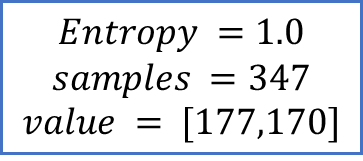 Entropy = 1.0
samples = 347
value = [177,170]